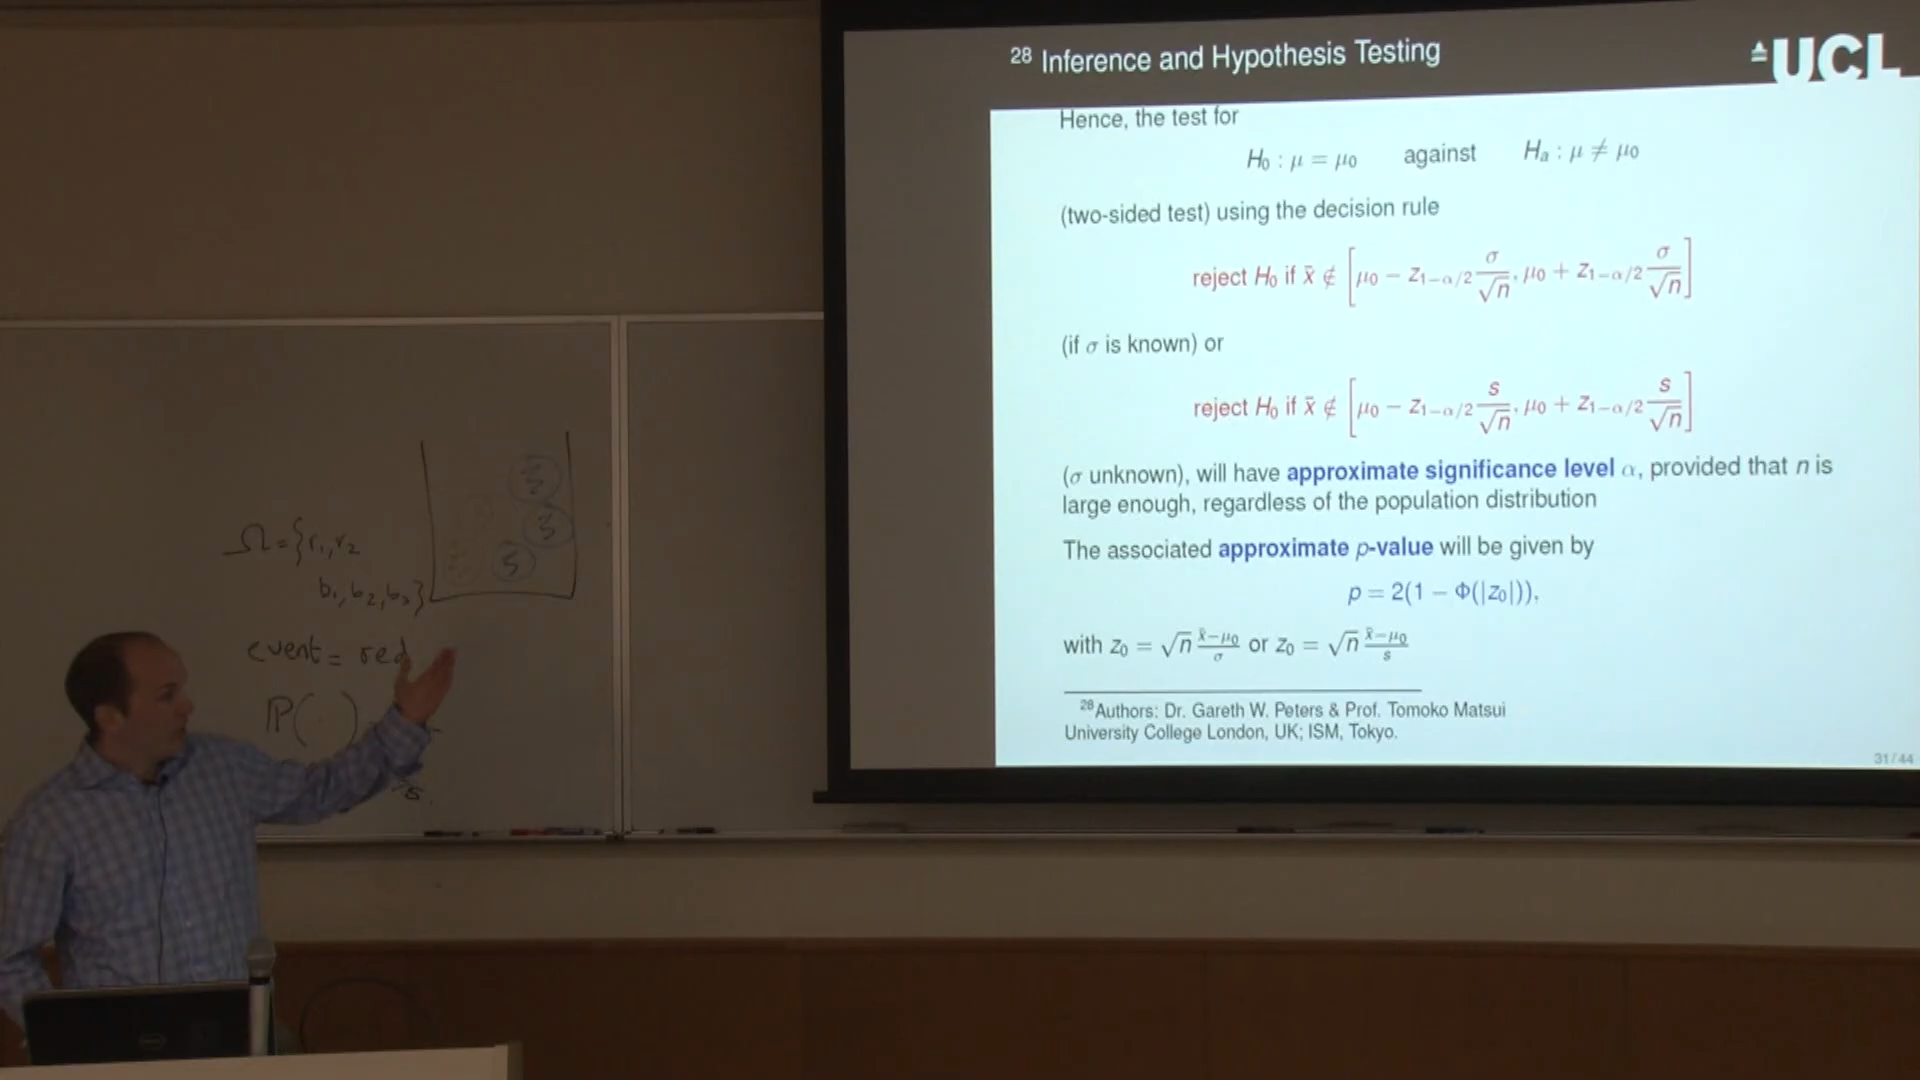 28 Inference and Hypothesis Testing
UCL
Hence, the test for
H₀ : μ = μ₀ against Hₐ : μ ≠ μ₀
(two-sided test) using the decision rule
reject H₀ if x̄ ∉ [μ₀ − z₁₋α/₂ σ/√n, μ₀ + z₁₋α/₂ σ/√n]
(if σ is known) or
reject H₀ if x̄ ∉ [μ₀ − z₁₋α/₂ s/√n, μ₀ + z₁₋α/₂ s/√n]
(σ unknown), will have approximate significance level α, provided that n is
large enough, regardless of the population distribution
The associated approximate p-value will be given by
p = 2(1 − Φ(|z₀|)),
with z₀ = √n (x̄−μ₀)/σ or z₀ = √n (x̄−μ₀)/s
28 Authors: Dr. Gareth W. Peters & Prof. Tomoko Matsui
University College London, UK; ISM, Tokyo.
31/44
Ω={r₁,r₂
b₁,b₂,b₃}
event = red
P( )